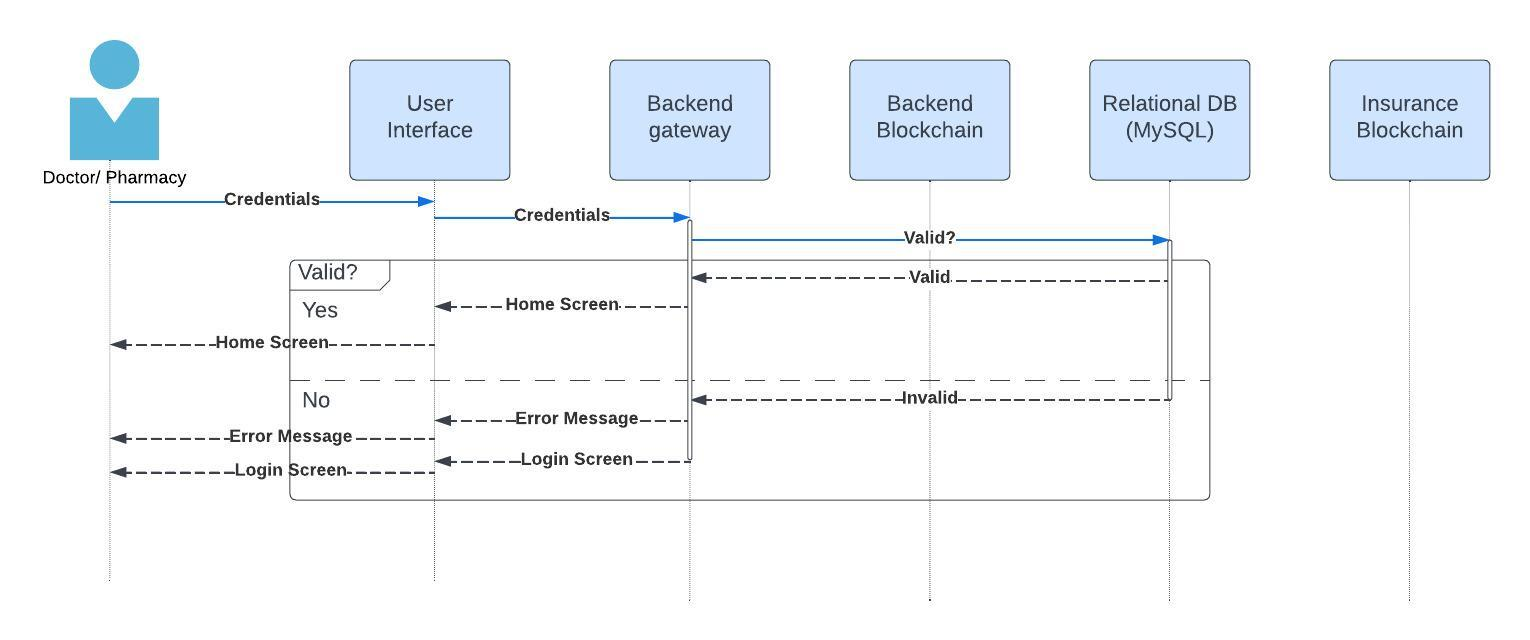 User
Interface
Backend
gateway
Backend
Blockchain
Relational DB
(MySQL)
Insurance
Blockchain
Doctor/ Pharmacy
Credentials
Credentials
Valid?
Valid?
Valid
Yes
Home Screen
Home Screen
No
Invalid
Error Message
Error Message
Login Screen
Login Screen